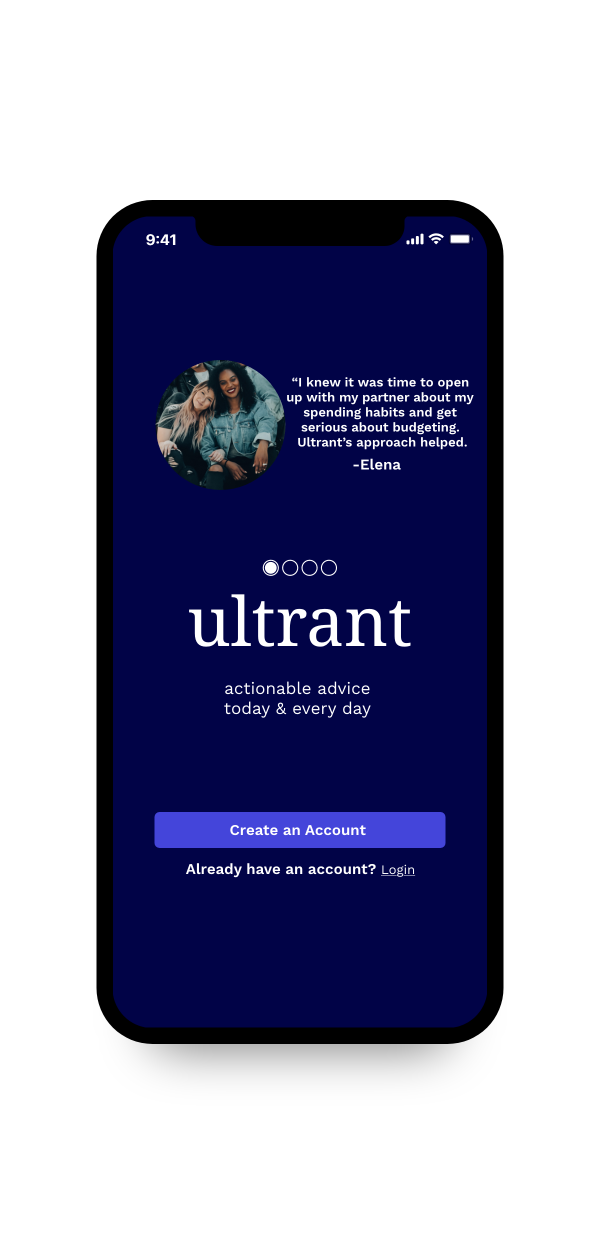 9:41
“I knew it was time to open
up with my partner about my
spending habits and get
serious about budgeting.
Ultrant’s approach helped.
-Elena
ultrant
actionable advice
today & every day
Create an Account
Already have an account? Login